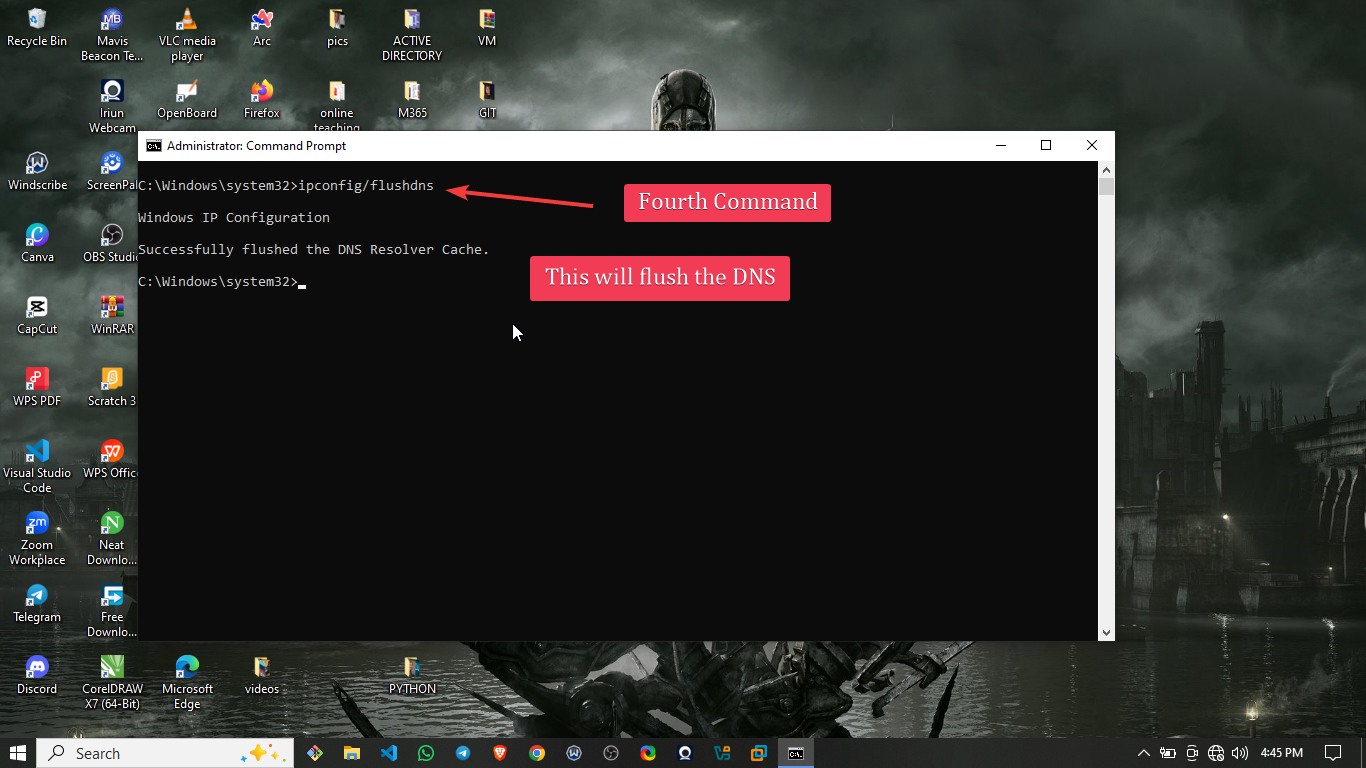 Recycle Bin
Mavis
Beacon Te...
VLC media
player
Arc
pics
ACTIVE
DIRECTORY
VM
Iriun
Webcam
OpenBoard
Firefox
online
teaching
M365
GIT
Windscribe
ScreenPal
Canva
OBS Studio
CapCut
WinRAR
WPS PDF
Scratch 3
Visual Studio
Code
WPS Offic
Zoom
Workplace
Neat
Downlo...
Telegram
Free
Downlo...
Discord
CorelDRAW
X7 (64-Bit)
Microsoft
Edge
videos
PYTHON
Administrator: Command Prompt
C:\Windows\system32>ipconfig/flushdns
Fourth Command
Windows IP Configuration
Successfully flushed the DNS Resolver Cache.
This will flush the DNS
C:\Windows\system32>
Search
4:45 PM